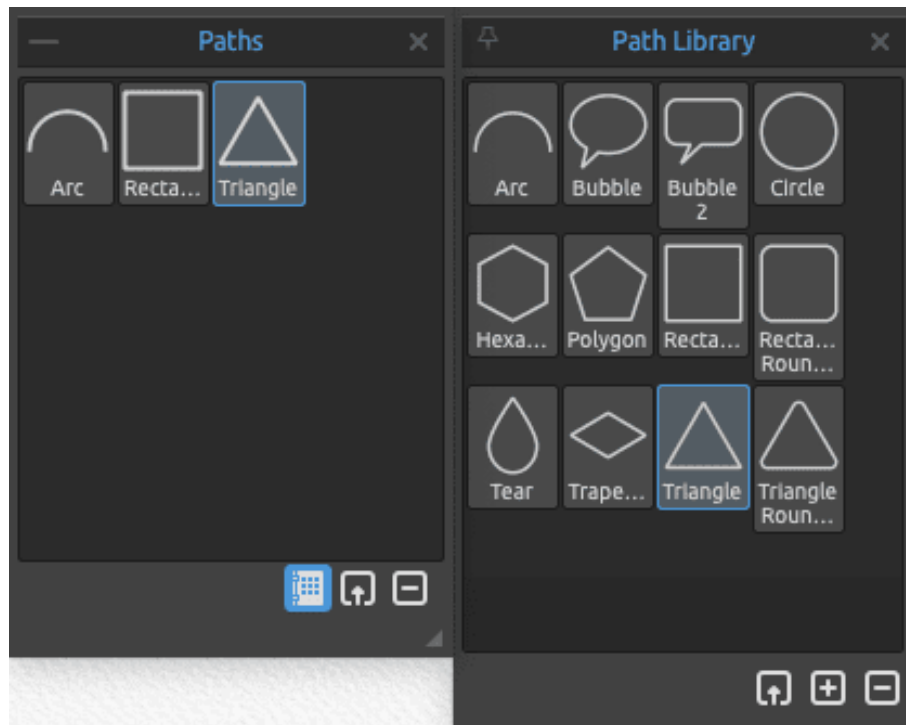 Paths
Arc
Recta...
Triangle
Path Library
Arc
Bubble
Bubble
2
Circle
Hexa...
Polygon
Recta...
Recta...
Roun...
Tear
Trape...
Triangle
Triangle
Roun...